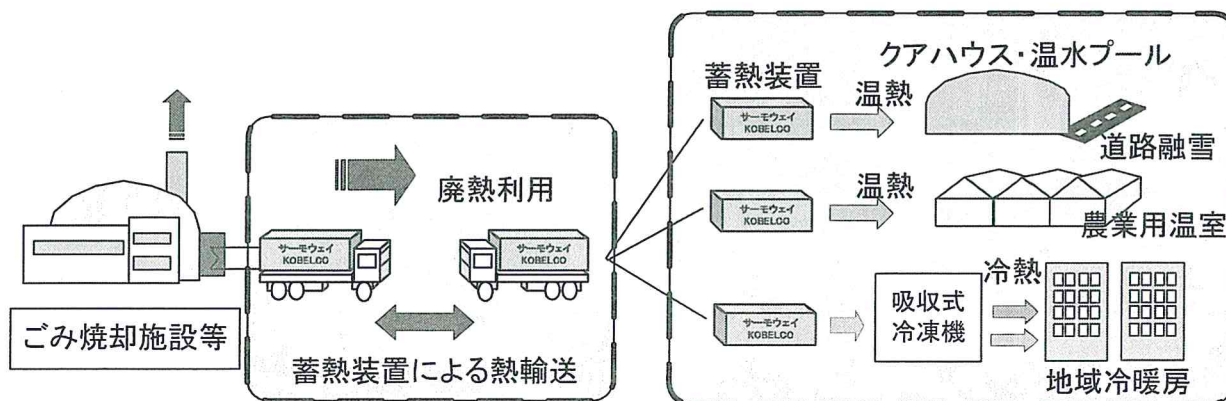 クアハウス・温水プール
蓄熱装置
温熱
サーモウェイ
KOBELCO
道路融雪
廃熱利用
温熱
サーモウェイ
KOBELCO
農業用温室
サーモウェイ
KOBELCO
サーモウェイ
KOBELCO
冷熱
吸収式
冷凍機
サーモウェイ
KOBELCO
ごみ焼却施設等
蓄熱装置による熱輸送
地域冷暖房